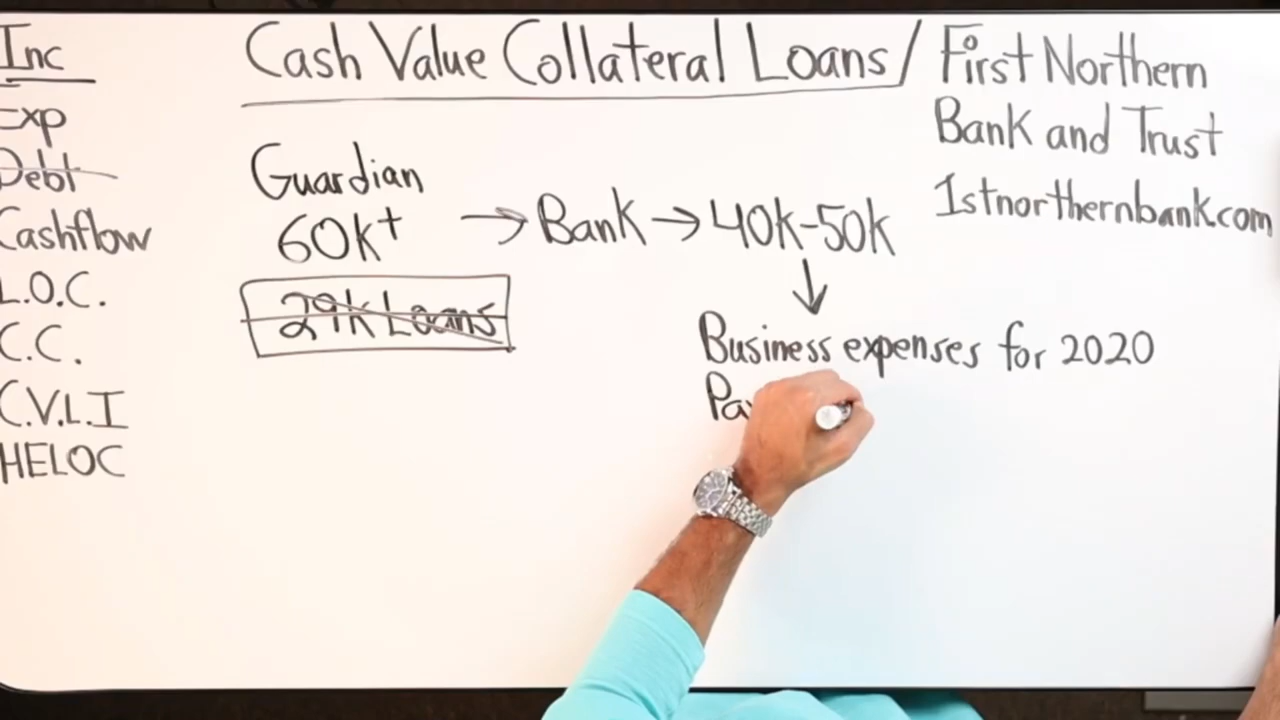 Inc
Exp
Debt
Cashflow
L.O.C.
C.C.
C.V.L.I
HELOC
Cash Value Collateral Loans/
First Northern
Bank and Trust
1stnorthernbank.com
Guardian
60k+ → Bank → 40k-50k
29k Loans
Business expenses for 2020